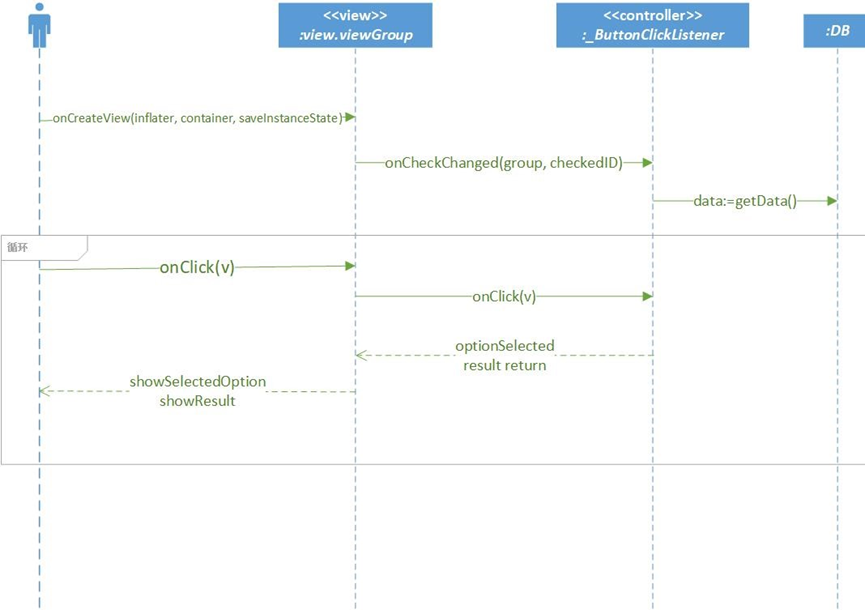 <<view>>
:view.viewGroup
<<controller>>
:_ButtonClickListener
:DB
onCreateView(inflater, container, saveInstanceState)
onCheckChanged(group, checkedID)
data:=getData()
循环
onClick(v)
onClick(v)
optionSelected
result return
showSelectedOption
showResult